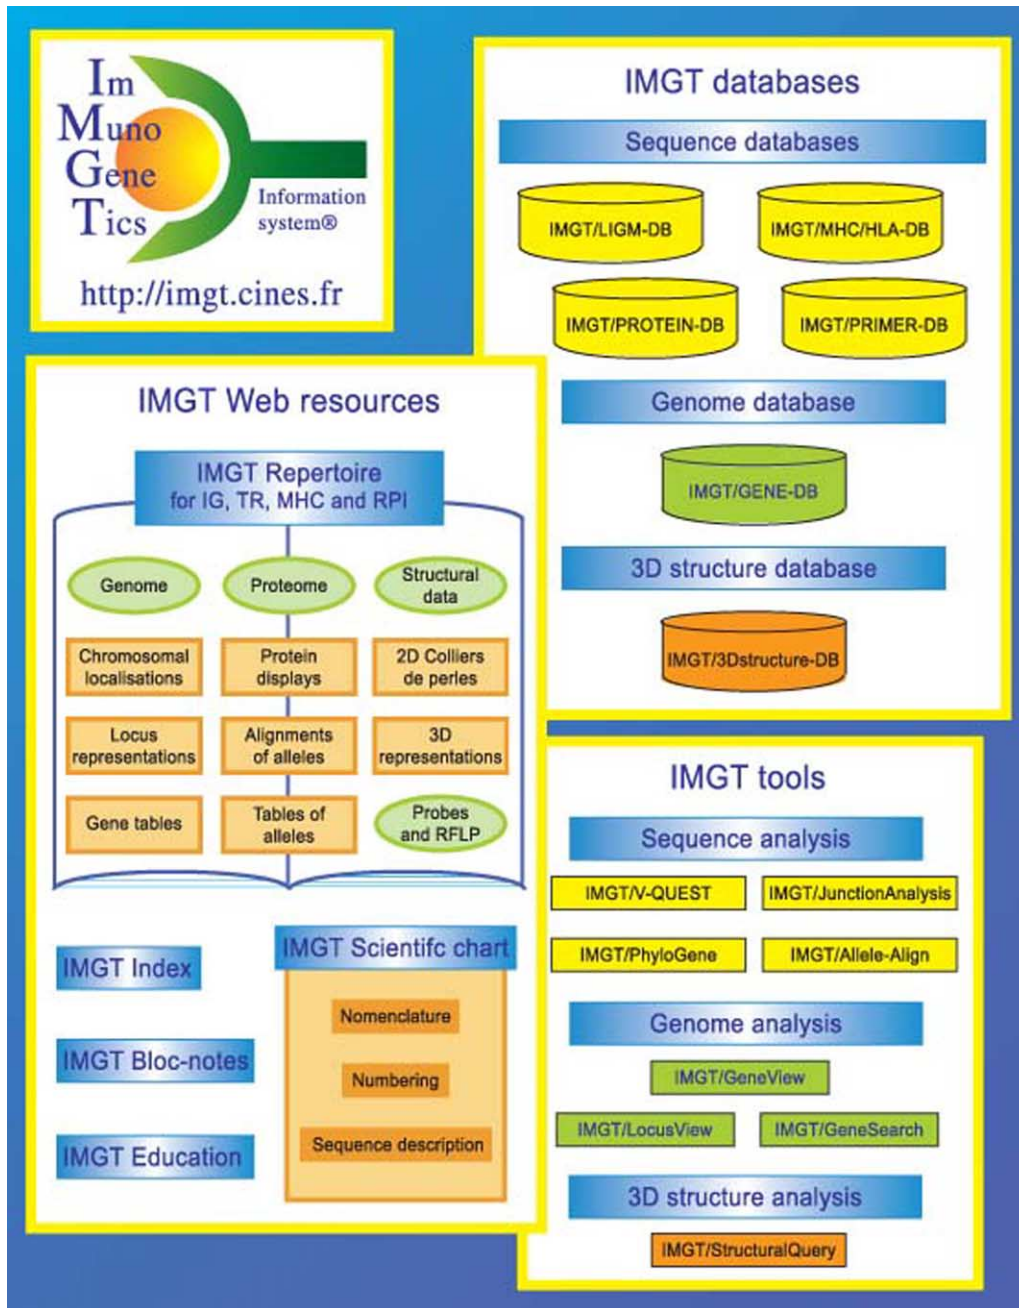 Im
Muno
Gene
Tics
Information
system®
http://imgt.cines.fr
IMGT databases
Sequence databases
IMGT/LIGM-DB
IMGT/MHC/HLA-DB
IMGT/PROTEIN-DB
IMGT/PRIMER-DB
Genome database
IMGT/GENE-DB
3D structure database
IMGT/3Dstructure-DB
IMGT Web resources
IMGT Repertoire
for IG, TR, MHC and RPI
Genome
Proteome
Structural
data
Chromosomal
localisations
Protein
displays
2D Colliers
de perles
Locus
representations
Alignments
of alleles
3D
representations
Gene tables
Tables of
alleles
Probes
and RFLP
IMGT Index
IMGT Bloc-notes
IMGT Education
IMGT Scientifc chart
Nomenclature
Numbering
Sequence description
IMGT tools
Sequence analysis
IMGT/V-QUEST
IMGT/JunctionAnalysis
IMGT/PhyloGene
IMGT/Allele-Align
Genome analysis
IMGT/GeneView
IMGT/LocusView
IMGT/GeneSearch
3D structure analysis
IMGT/StructuralQuery